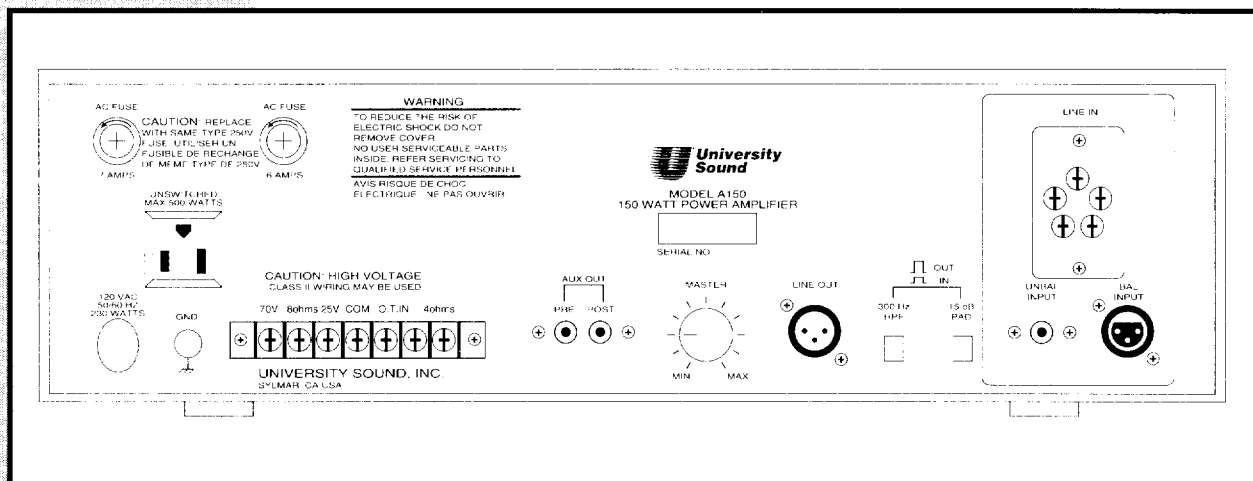 AC FUSE
7 AMPS
CAUTION: REPLACE
WITH SAME TYPE 250V
FUSE. UTILISER UN
FUSIBLE DE RECHANGE
DE MEME TYPE DE 250V
AC FUSE
6 AMPS
WARNING
TO REDUCE THE RISK OF
ELECTRIC SHOCK DO NOT
REMOVE COVER
NO USER SERVICEABLE PARTS
INSIDE. REFER SERVICING TO
QUALIFIED SERVICE PERSONNEL
AVIS RISQUE DE CHOC
ELECTRIQUE NE PAS OUVRIR
University
Sound
MODEL A150
150 WATT POWER AMPLIFIER
SERIAL NO
LINE IN
UNSWITCHED
MAX 500 WATTS
120 VAC
50/60 HZ
230 WATTS
GND
CAUTION: HIGH VOLTAGE
CLASS II WIRING MAY BE USED
70V 8ohms 25V COM O.T.IN 4ohms
UNIVERSITY SOUND, INC.
SYLMAR, CA USA
AUX OUT
PRE POST
MASTER
MIN MAX
LINE OUT
OUT
IN
300 Hz
HPF
15 dB
PAD
UNBAL
INPUT
BAL
INPUT